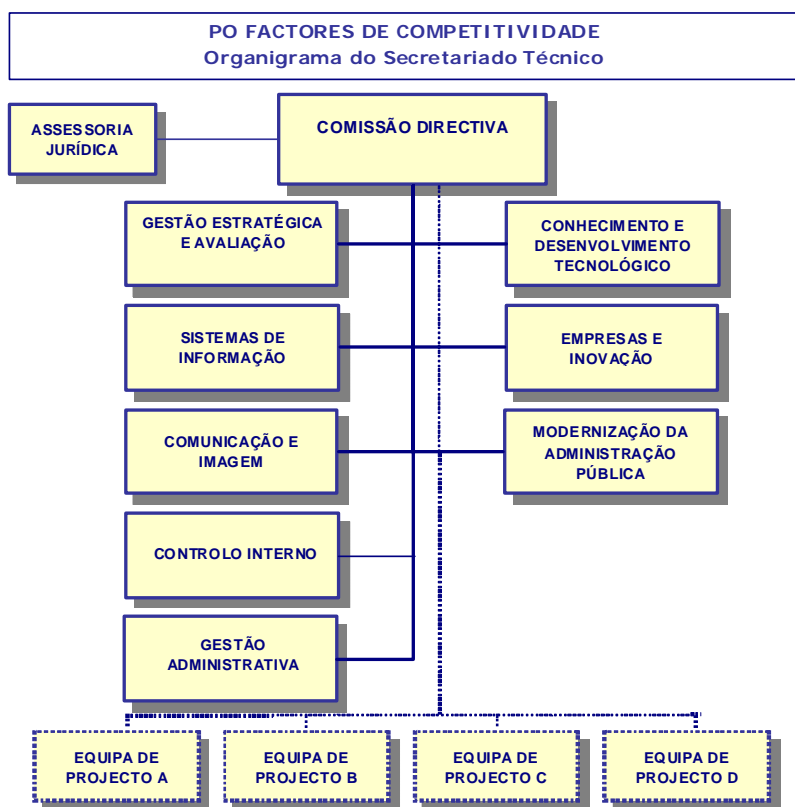 PO FACTORES DE COMPETITIVIDADE
Organigrama do Secretariado Técnico
ASSESSORIA
JURÍDICA
COMISSÃO DIRECTIVA
GESTÃO ESTRATÉGICA
E AVALIAÇÃO
CONHECIMENTO E
DESENVOLVIMENTO
TECNOLÓGICO
SISTEMAS DE
INFORMAÇÃO
EMPRESAS E
INOVAÇÃO
COMUNICAÇÃO E
IMAGEM
MODERNIZAÇÃO DA
ADMINISTRAÇÃO
PÚBLICA
CONTROLO INTERNO
GESTÃO
ADMINISTRATIVA
EQUIPA DE
PROJECTO A
EQUIPA DE
PROJECTO B
EQUIPA DE
PROJECTO C
EQUIPA DE
PROJECTO D